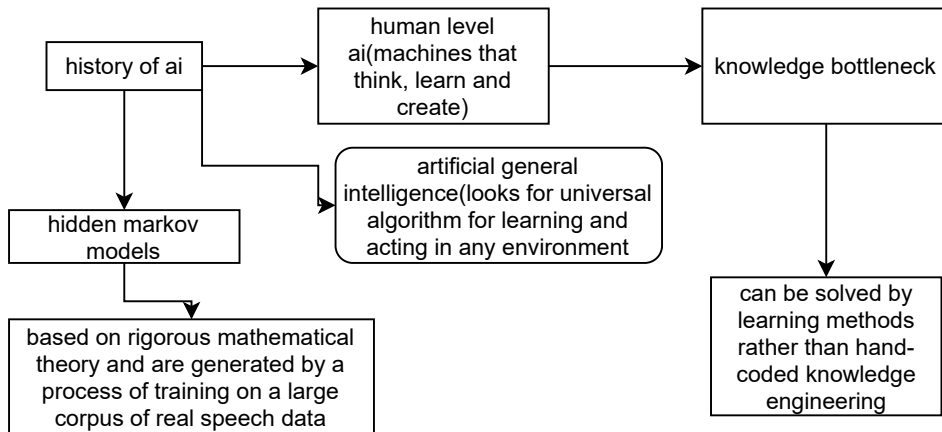 history of ai
human level
ai(machines that
think, learn and
create)
knowledge bottleneck
artificial general
intelligence(looks for universal
algorithm for learning and
acting in any environment
hidden markov
models
based on rigorous mathematical
theory and are generated by a
process of training on a large
corpus of real speech data
can be solved by
learning methods
rather than hand-
coded knowledge
engineering